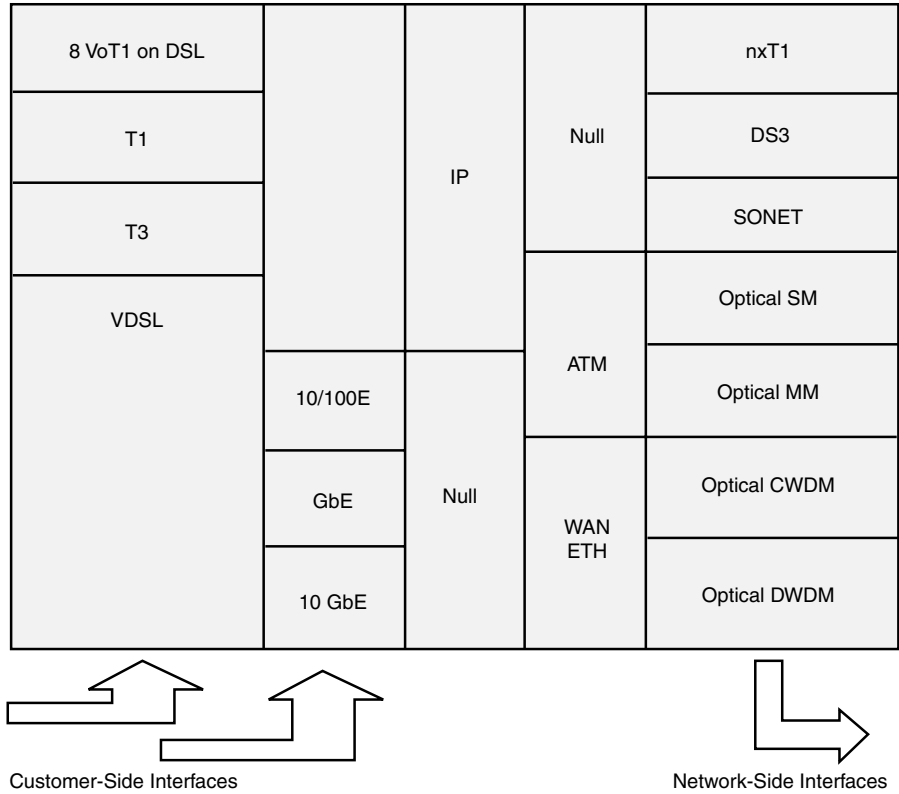 8 VoT1 on DSL
T1
T3
VDSL
10/100E
GbE
10 GbE
IP
Null
Null
ATM
WAN
ETH
nxT1
DS3
SONET
Optical SM
Optical MM
Optical CWDM
Optical DWDM
Customer-Side Interfaces
Network-Side Interfaces